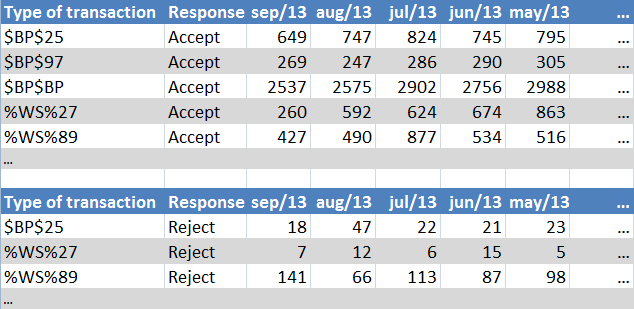 Type of transaction Response sep/13 aug/13 jul/13 jun/13 may/13 ...
$BP$25 Accept 649 747 824 745 795 ...
$BP$97 Accept 269 247 286 290 305 ...
$BP$BP Accept 2537 2575 2902 2756 2988 ...
%WS%27 Accept 260 592 624 674 863 ...
%WS%89 Accept 427 490 877 534 516 ...
...
Type of transaction Response sep/13 aug/13 jul/13 jun/13 may/13 ...
$BP$25 Reject 18 47 22 21 23 ...
%WS%27 Reject 7 12 6 15 5 ...
%WS%89 Reject 141 66 113 87 98 ...
...